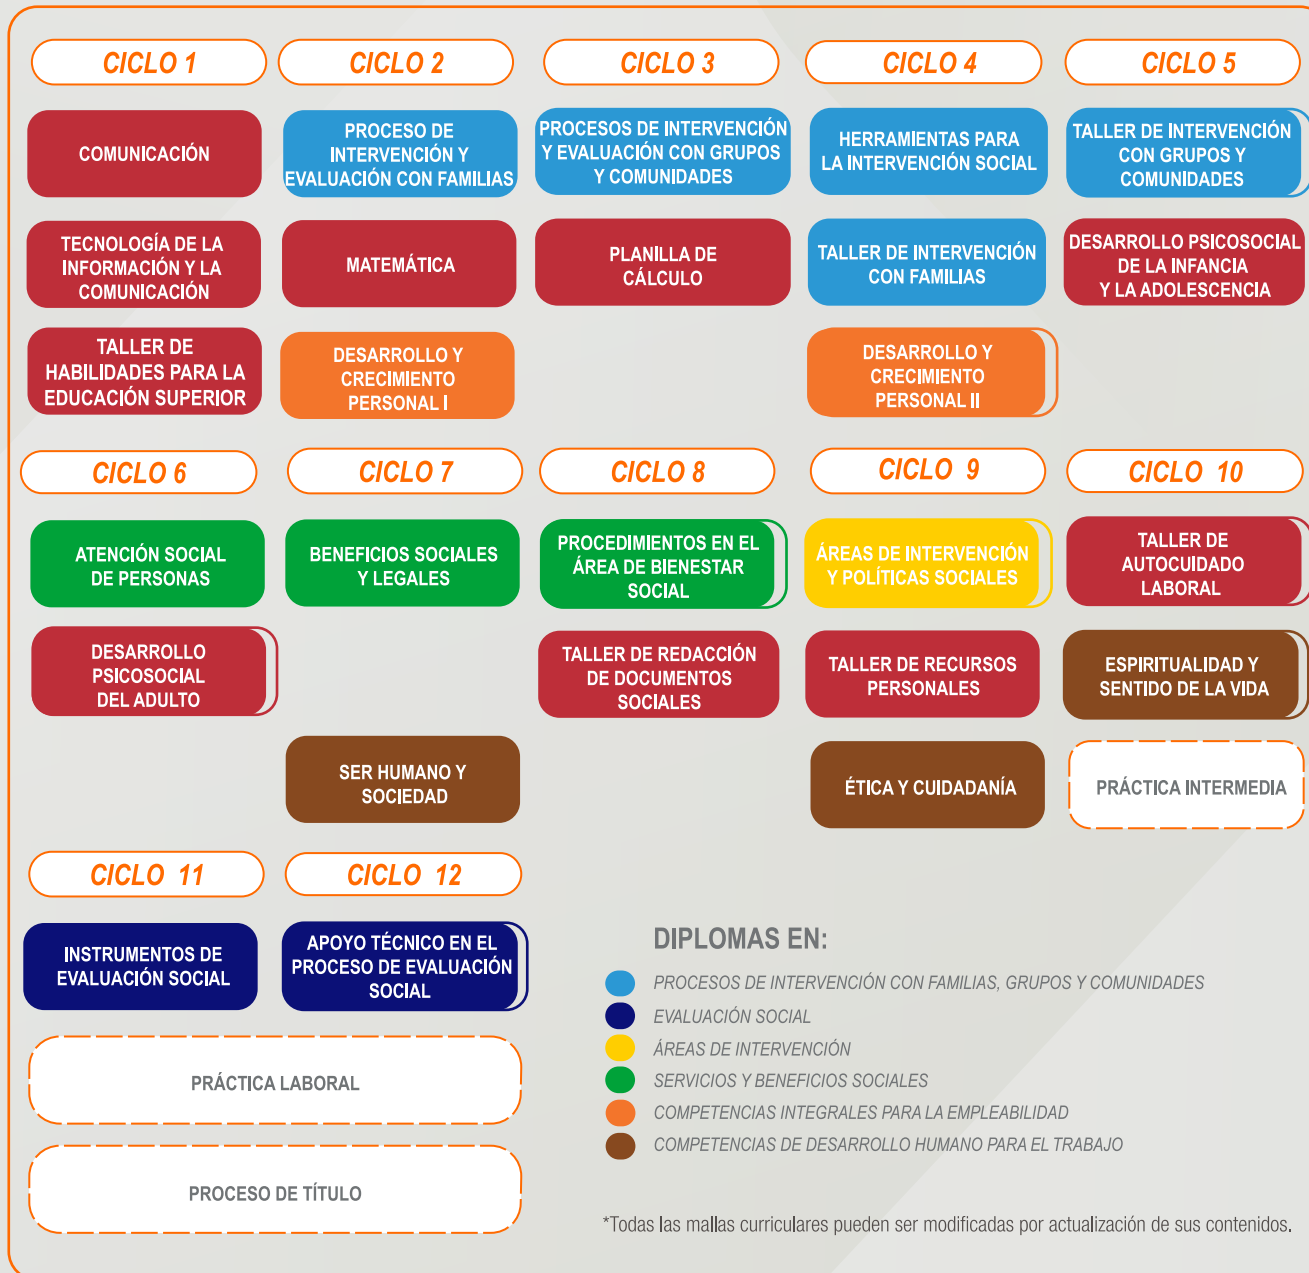 CICLO 1
COMUNICACIÓN
TECNOLOGÍA DE LA
INFORMACIÓN Y LA
COMUNICACIÓN
TALLER DE
HABILIDADES PARA LA
EDUCACIÓN SUPERIOR
CICLO 2
PROCESO DE
INTERVENCIÓN Y
EVALUACIÓN CON FAMILIAS
MATEMÁTICA
DESARROLLO Y
CRECIMIENTO
PERSONAL I
CICLO 3
PROCESOS DE INTERVENCIÓN
Y EVALUACIÓN CON GRUPOS
Y COMUNIDADES
PLANILLA DE
CÁLCULO
CICLO 4
HERRAMIENTAS PARA
LA INTERVENCIÓN SOCIAL
TALLER DE INTERVENCIÓN
CON FAMILIAS
DESARROLLO Y
CRECIMIENTO
PERSONAL II
CICLO 5
TALLER DE INTERVENCIÓN
CON GRUPOS Y
COMUNIDADES
DESARROLLO PSICOSOCIAL
DE LA INFANCIA
Y LA ADOLESCENCIA
CICLO 6
ATENCIÓN SOCIAL
DE PERSONAS
DESARROLLO
PSICOSOCIAL
DEL ADULTO
CICLO 7
BENEFICIOS SOCIALES
Y LEGALES
SER HUMANO Y
SOCIEDAD
CICLO 8
PROCEDIMIENTOS EN EL
ÁREA DE BIENESTAR
SOCIAL
TALLER DE REDACCIÓN
DE DOCUMENTOS
SOCIALES
CICLO 9
ÁREAS DE INTERVENCIÓN
Y POLÍTICAS SOCIALES
TALLER DE RECURSOS
PERSONALES
ÉTICA Y CUIDADANÍA
CICLO 10
TALLER DE
AUTOCUIDADO
LABORAL
ESPIRITUALIDAD Y
SENTIDO DE LA VIDA
PRÁCTICA INTERMEDIA
CICLO 11
INSTRUMENTOS DE
EVALUACIÓN SOCIAL
CICLO 12
APOYO TÉCNICO EN EL
PROCESO DE EVALUACIÓN
SOCIAL
PRÁCTICA LABORAL
PROCESO DE TÍTULO
DIPLOMAS EN:
PROCESOS DE INTERVENCIÓN CON FAMILIAS, GRUPOS Y COMUNIDADES
EVALUACIÓN SOCIAL
ÁREAS DE INTERVENCIÓN
SERVICIOS Y BENEFICIOS SOCIALES
COMPETENCIAS INTEGRALES PARA LA EMPLEABILIDAD
COMPETENCIAS DE DESARROLLO HUMANO PARA EL TRABAJO
*Todas las mallas curriculares pueden ser modificadas por actualización de sus contenidos.